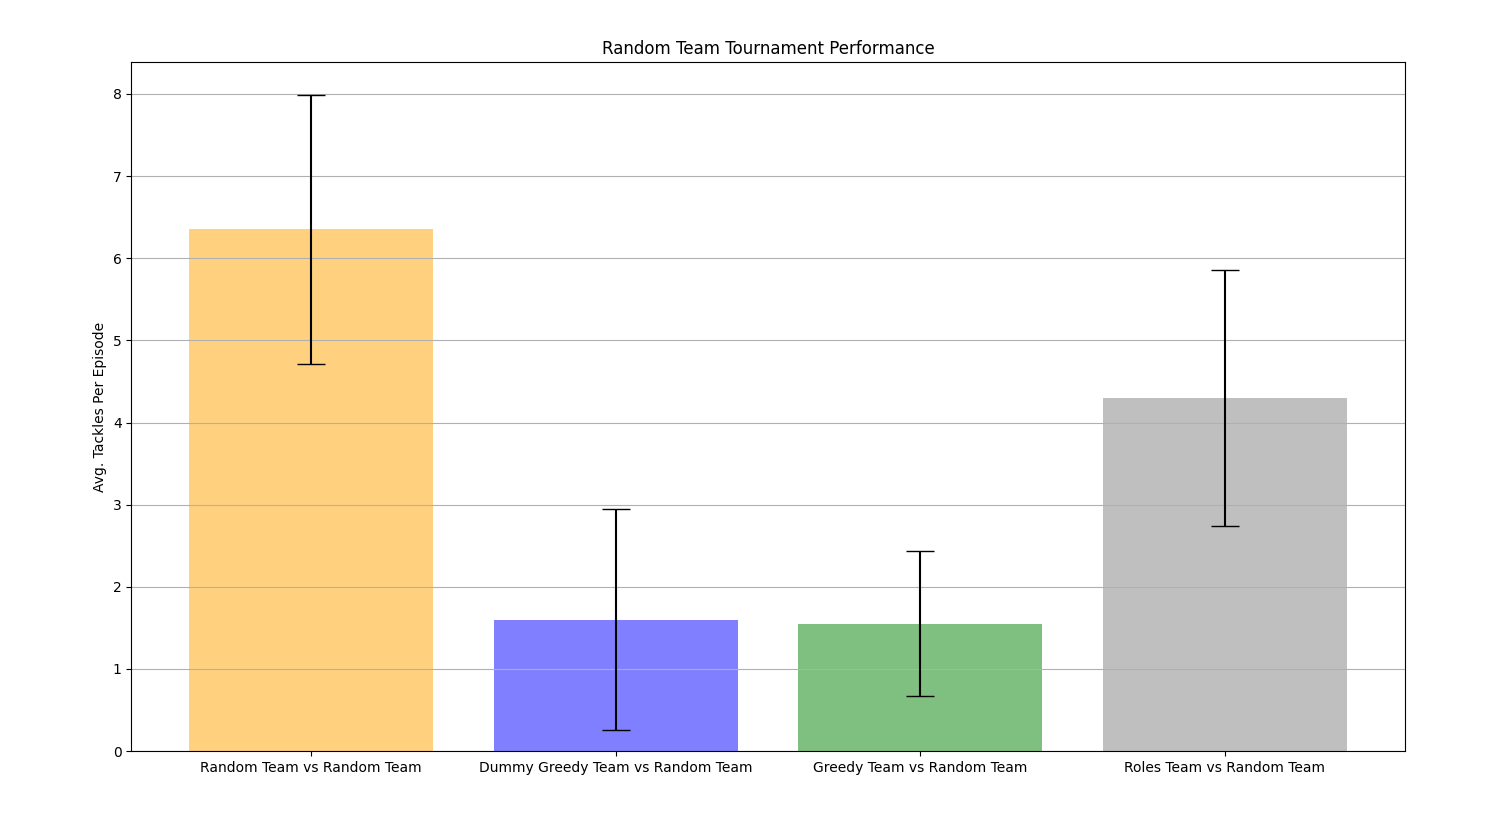 Random Team Tournament Performance
Avg. Tackles Per Episode
8
7
6
5
4
3
2
1
0
Random Team vs Random Team
Dummy Greedy Team vs Random Team
Greedy Team vs Random Team
Roles Team vs Random Team